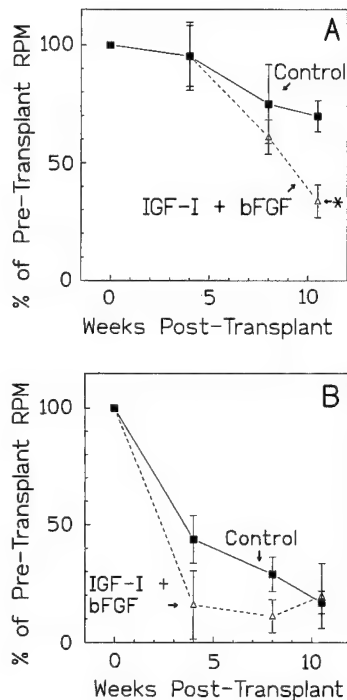 A
% of Pre-Transplant RPM
100
50
0
Control
IGF-I + bFGF
*
0
5
10
Weeks Post-Transplant
B
% of Pre-Transplant RPM
100
50
0
Control
IGF-I +
bFGF
0
5
10
Weeks Post-Transplant